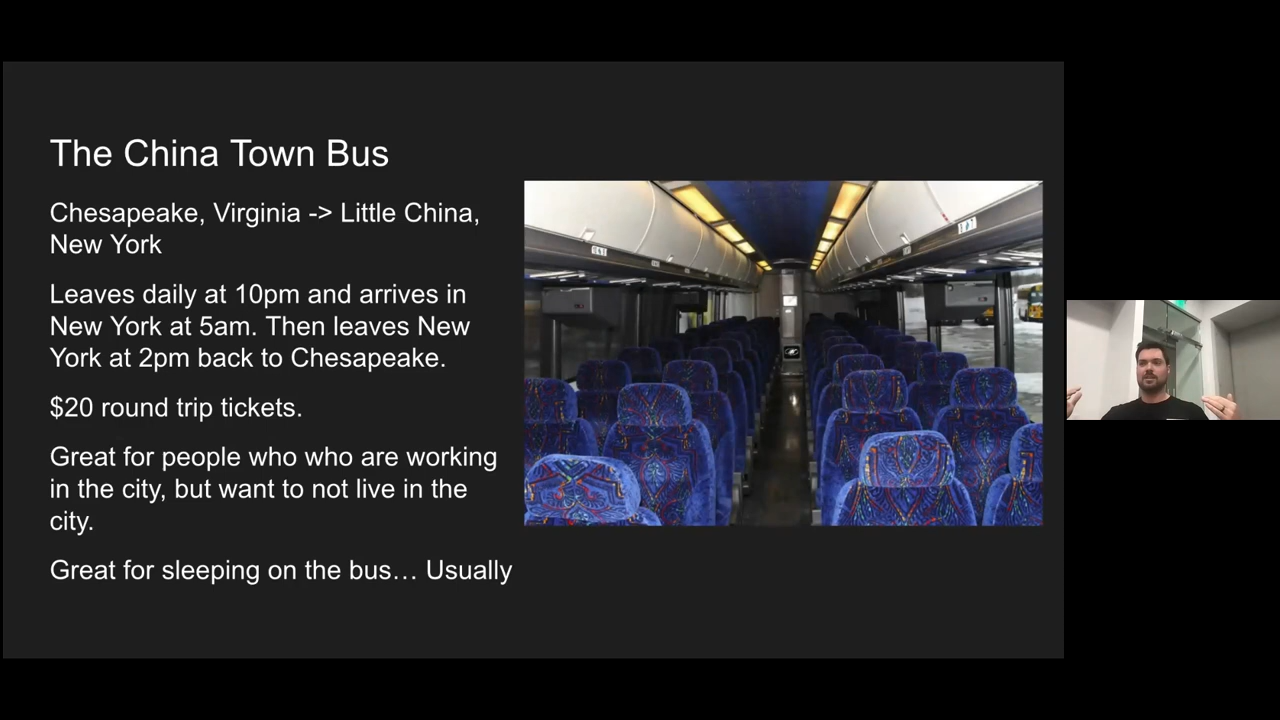 The China Town Bus
Chesapeake, Virginia -> Little China,
New York
Leaves daily at 10pm and arrives in
New York at 5am. Then leaves New
York at 2pm back to Chesapeake.
$20 round trip tickets.
Great for people who who are working
in the city, but want to not live in the
city.
Great for sleeping on the bus… Usually